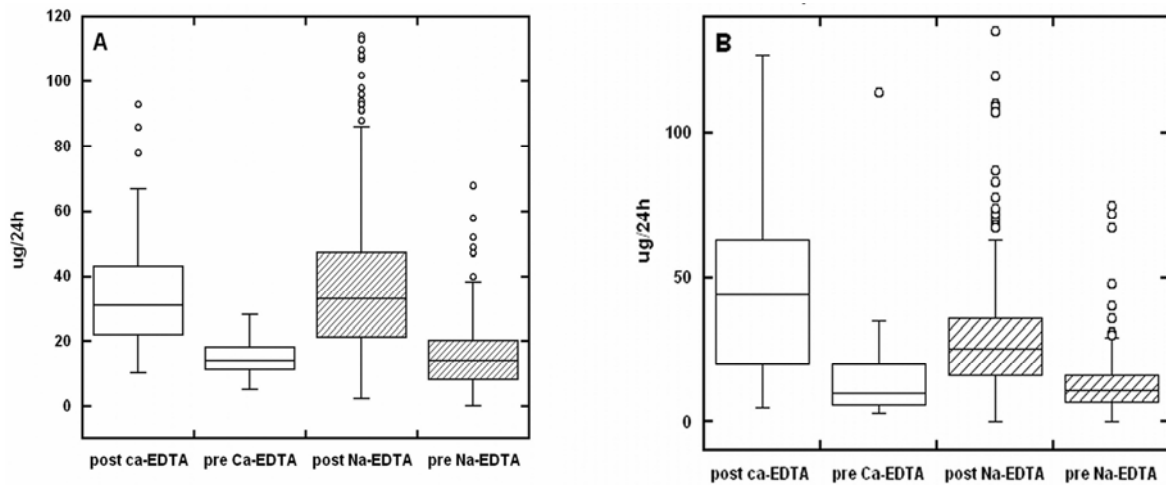 A
120
100
80
60
40
20
0
ug/24h
post ca-EDTA pre Ca-EDTA post Na-EDTA pre Na-EDTA
B
100
50
0
ug/24h
post ca-EDTA pre Ca-EDTA post Na-EDTA pre Na-EDTA